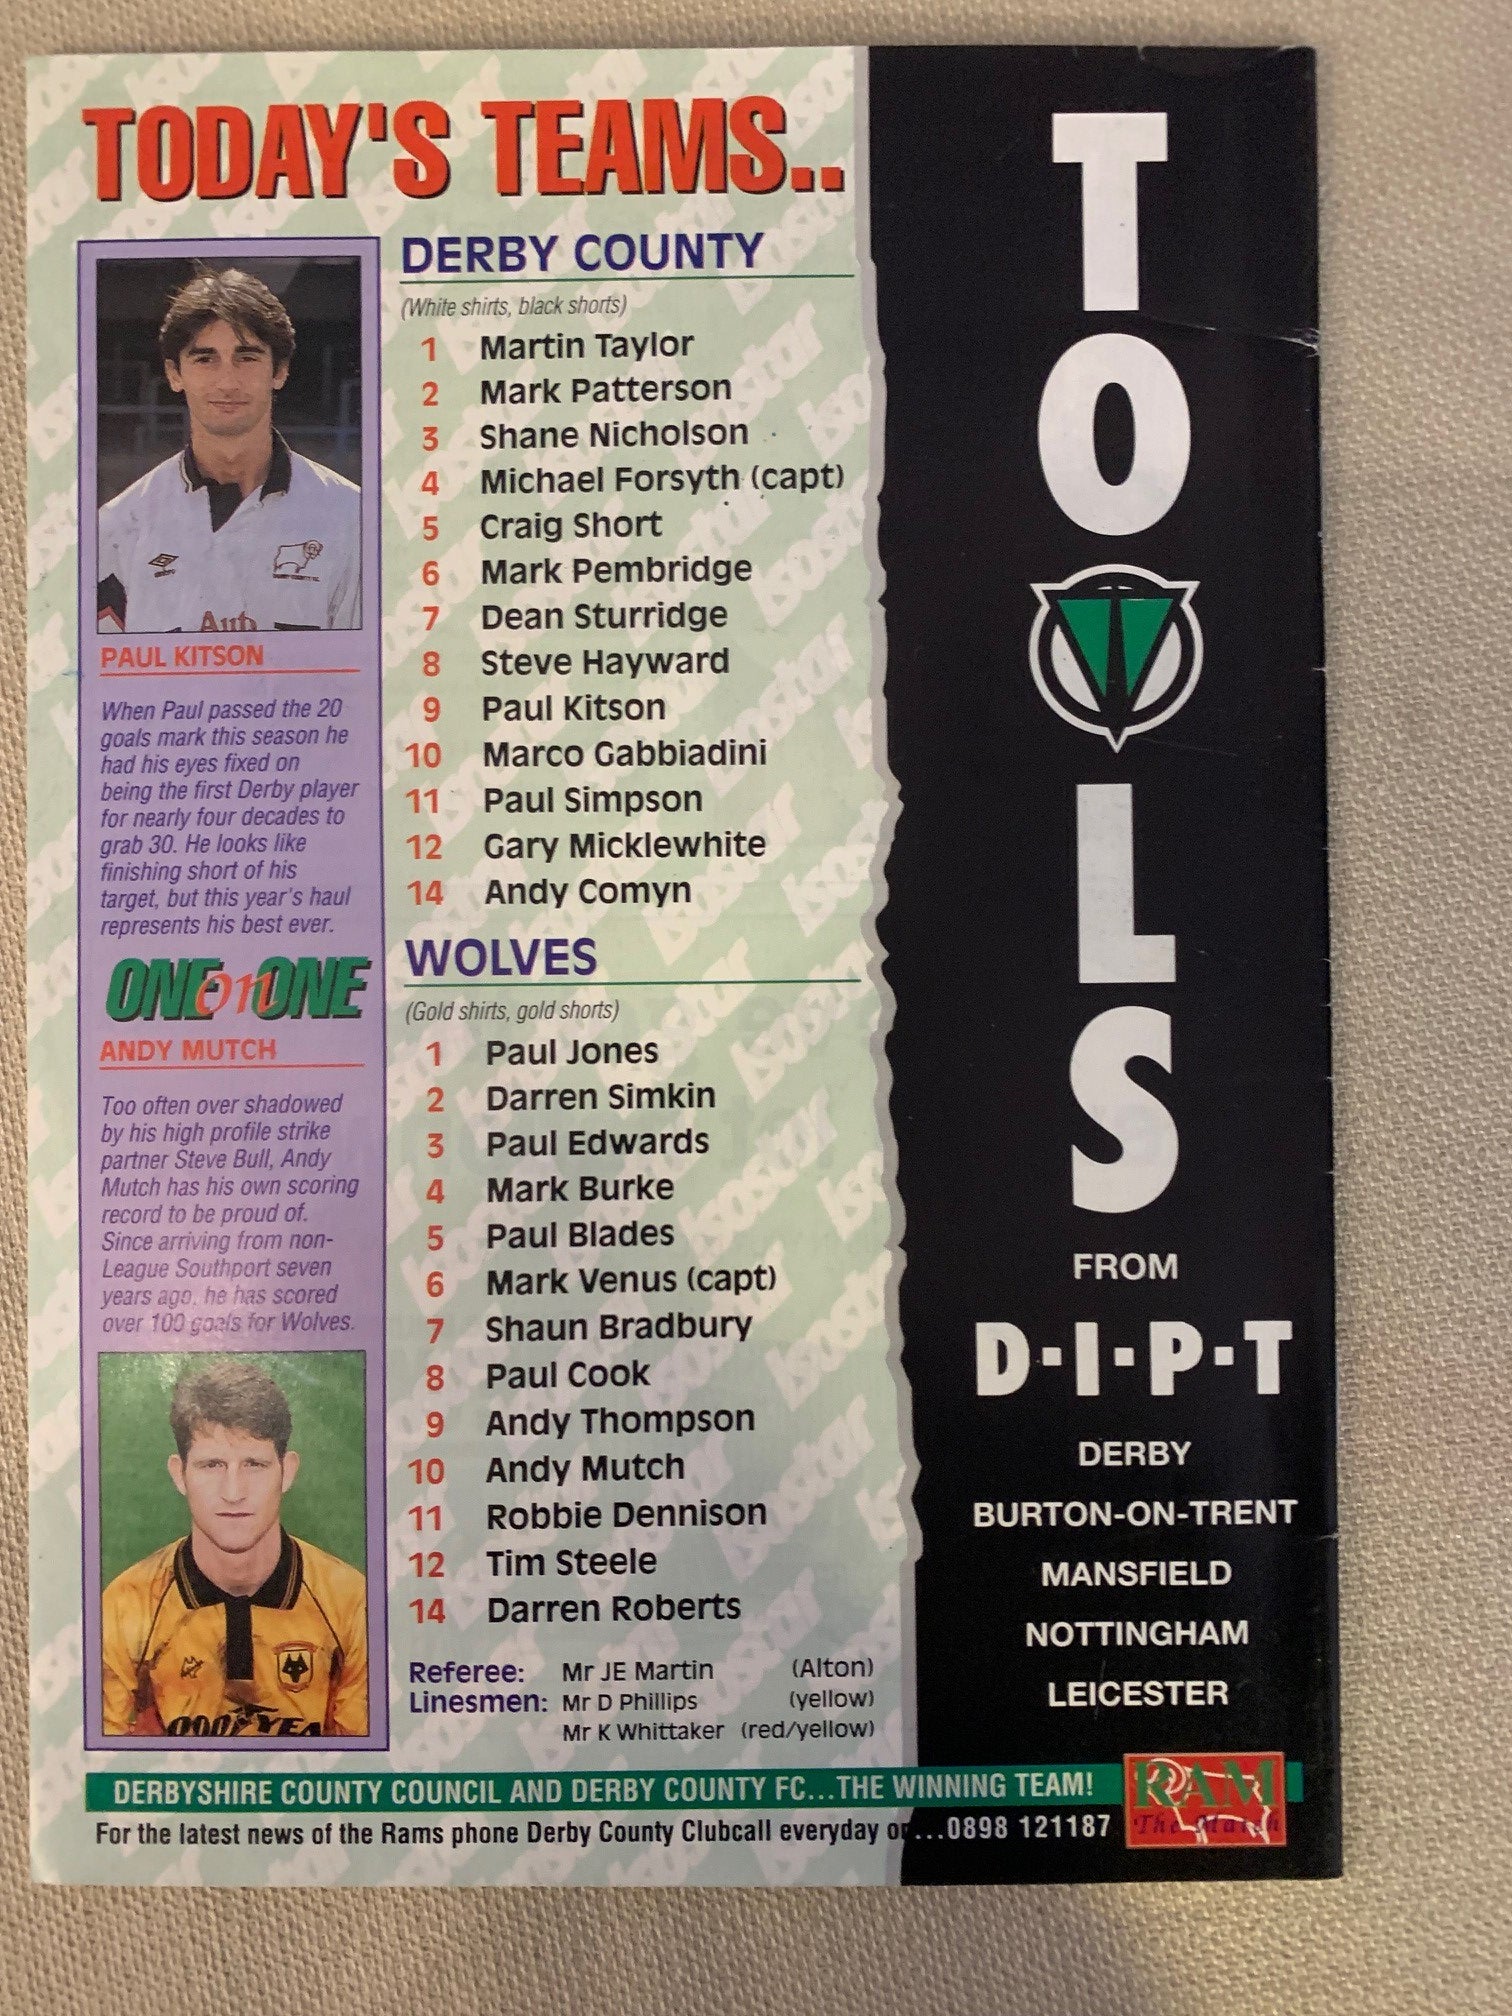 TODAY'S TEAMS..
PAUL KITSON
When Paul passed the 20
goals mark this season he
had his eyes fixed on
being the first Derby player
for nearly four decades to
grab 30. He looks like
finishing short of his
target, but this year's haul
represents his best ever.
ONE on ONE
ANDY MUTCH
Too often over shadowed
by his high profile strike
partner Steve Bull, Andy
Mutch has his own scoring
record to be proud of.
Since arriving from non-
League Southport seven
years ago, he has scored
over 100 goals for Wolves.
DERBY COUNTY
(White shirts, black shorts)
1 Martin Taylor
2 Mark Patterson
3 Shane Nicholson
4 Michael Forsyth (capt)
5 Craig Short
6 Mark Pembridge
7 Dean Sturridge
8 Steve Hayward
9 Paul Kitson
10 Marco Gabbiadini
11 Paul Simpson
12 Gary Micklewhite
14 Andy Comyn
WOLVES
(Gold shirts, gold shorts)
1 Paul Jones
2 Darren Simkin
3 Paul Edwards
4 Mark Burke
5 Paul Blades
6 Mark Venus (capt)
7 Shaun Bradbury
8 Paul Cook
9 Andy Thompson
10 Andy Mutch
11 Robbie Dennison
12 Tim Steele
14 Darren Roberts
Referee: Mr JE Martin (Alton)
Linesmen: Mr D Phillips (yellow)
Mr K Whittaker (red/yellow)
TOOLS
FROM
D·I·P·T
DERBY
BURTON-ON-TRENT
MANSFIELD
NOTTINGHAM
LEICESTER
DERBYSHIRE COUNTY COUNCIL AND DERBY COUNTY FC...THE WINNING TEAM!
For the latest news of the Rams phone Derby County Clubcall everyday on...0898 121187
RAM
The Match